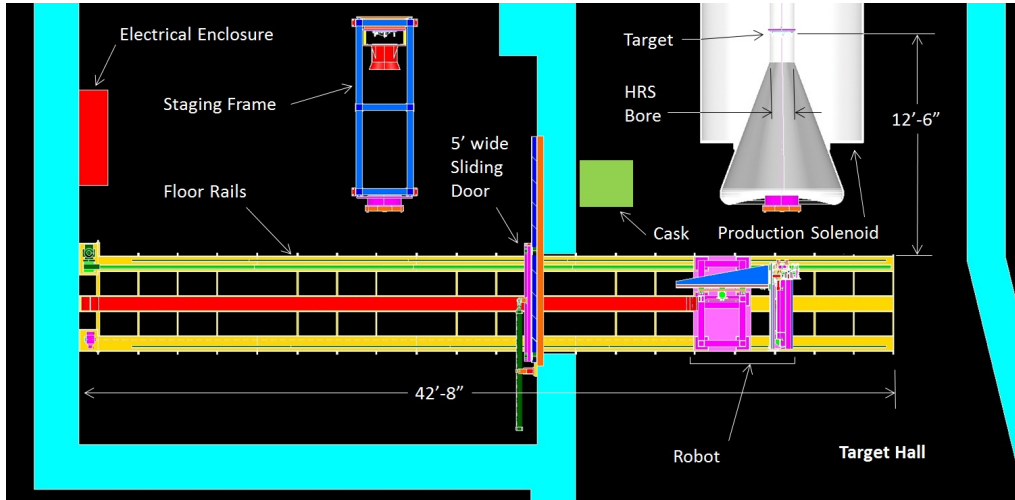 Electrical Enclosure
Staging Frame
5’ wide
Sliding
Door
Floor Rails
Target
HRS
Bore
12’-6”
Cask
Production Solenoid
42’-8”
Robot
Target Hall